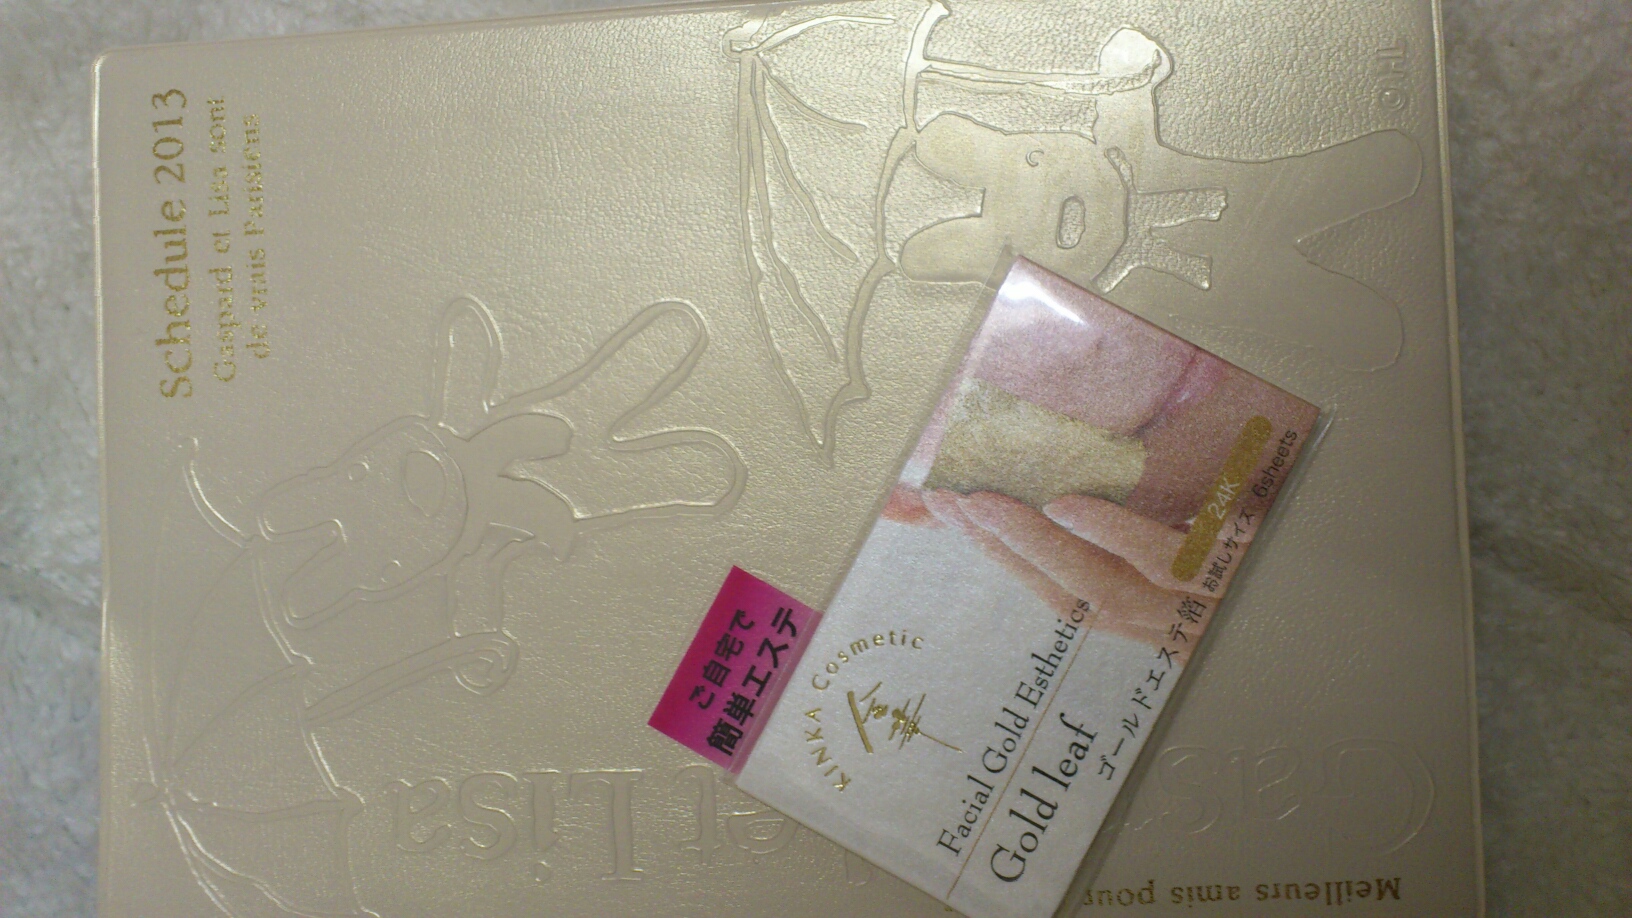 Schedule 2013
Gaspard et Lisa sont
de vrais Parisiens
©THL
et Lisa
Meilleurs amis pour
ご自宅で
簡単エステ
KINKA Cosmetic
金華
Facial Gold Esthetics
Gold leaf
ゴールドエステ箔
24K
お試しサイズ 6sheets